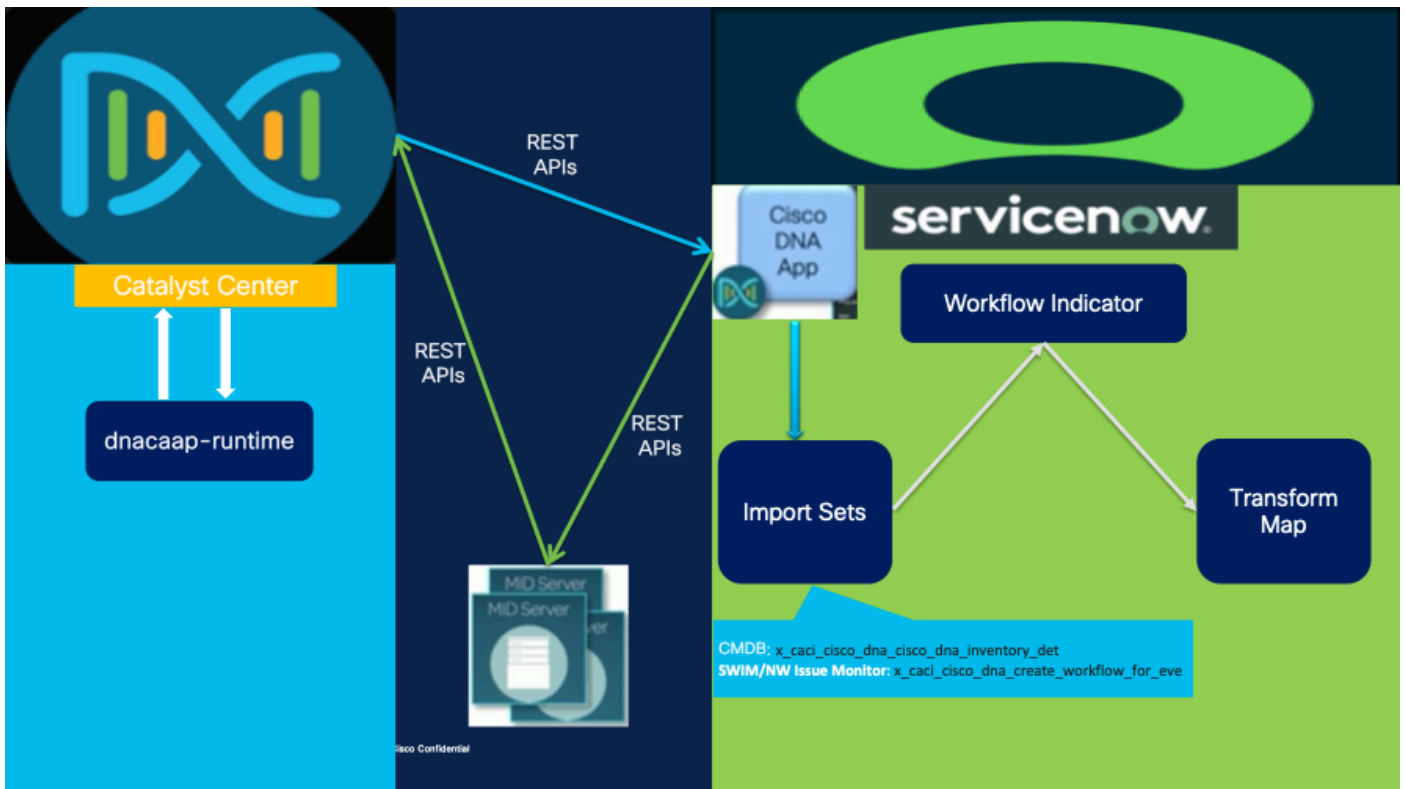 Catalyst Center
dnacaap-runtime
REST
APIs
REST
APIs
REST
APIs
MID Server
MID Server
Cisco
DNA
App
servicenow.
Workflow Indicator
Import Sets
Transform
Map
CMDB: x_caci_cisco_dna_cisco_dna_inventory_det
SWIM/NW Issue Monitor: x_caci_cisco_dna_create_workflow_for_eve
Cisco Confidential